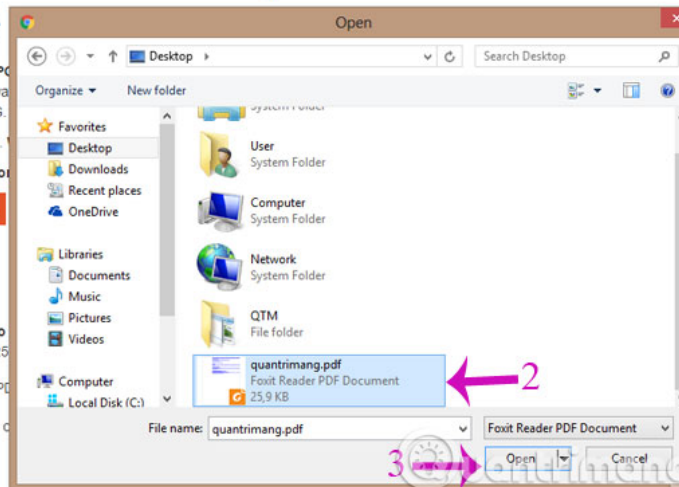 Open
Desktop
Search Desktop
Organize
New folder
System Folder
Favorites
Desktop
Downloads
Recent places
OneDrive
Libraries
Documents
Music
Pictures
Videos
Computer
Local Disk (C:)
User
System Folder
Computer
System Folder
Network
System Folder
QTM
File folder
quantrimang.pdf
Foxit Reader PDF Document
25,9 KB
2
File name:
quantrimang.pdf
Foxit Reader PDF Document
3
Open
Cancel